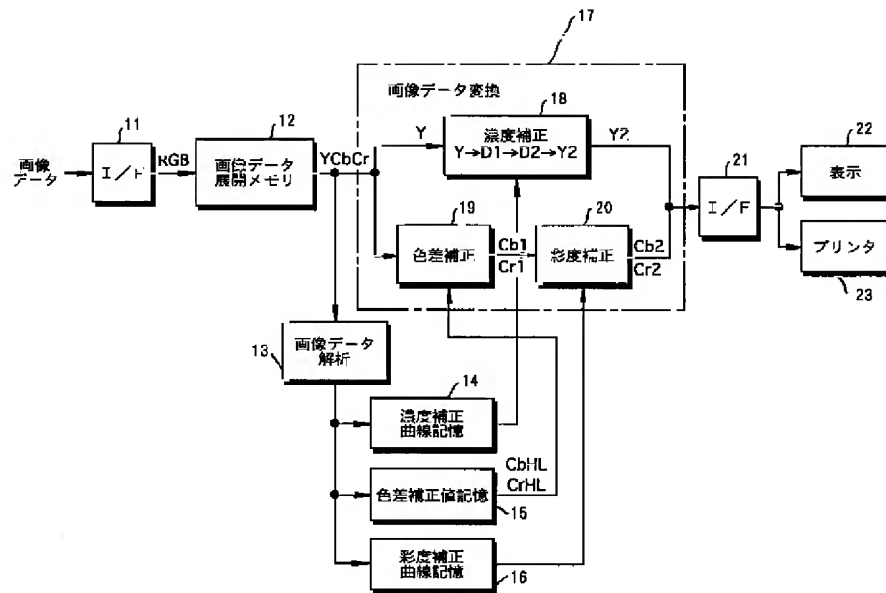 17
画像データ変換
18
濃度補正
Y→D1→D2→Y2
Y
Y2
11
12
画像
データ
I/F
RGB
画像データ
展開メモリ
YCbCr
19
色差補正
Cb1
Cr1
20
彩度補正
Cb2
Cr2
21
I/F
22
表示
プリンタ
23
13
画像データ
解析
14
濃度補正
曲線記憶
CbHL
CrHL
色差補正値記憶
15
彩度補正
曲線記憶
16